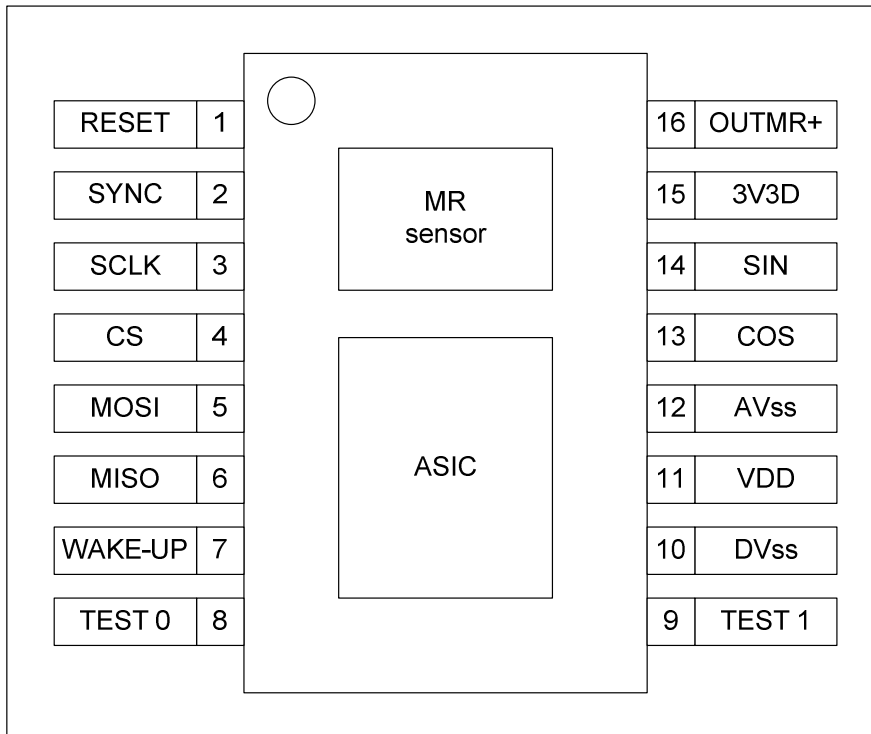 RESET 1
SYNC 2
SCLK 3
CS 4
MOSI 5
MISO 6
WAKE-UP 7
TEST 0 8
MR
sensor
ASIC
16 OUTMR+
15 3V3D
14 SIN
13 COS
12 AVss
11 VDD
10 DVss
9 TEST 1